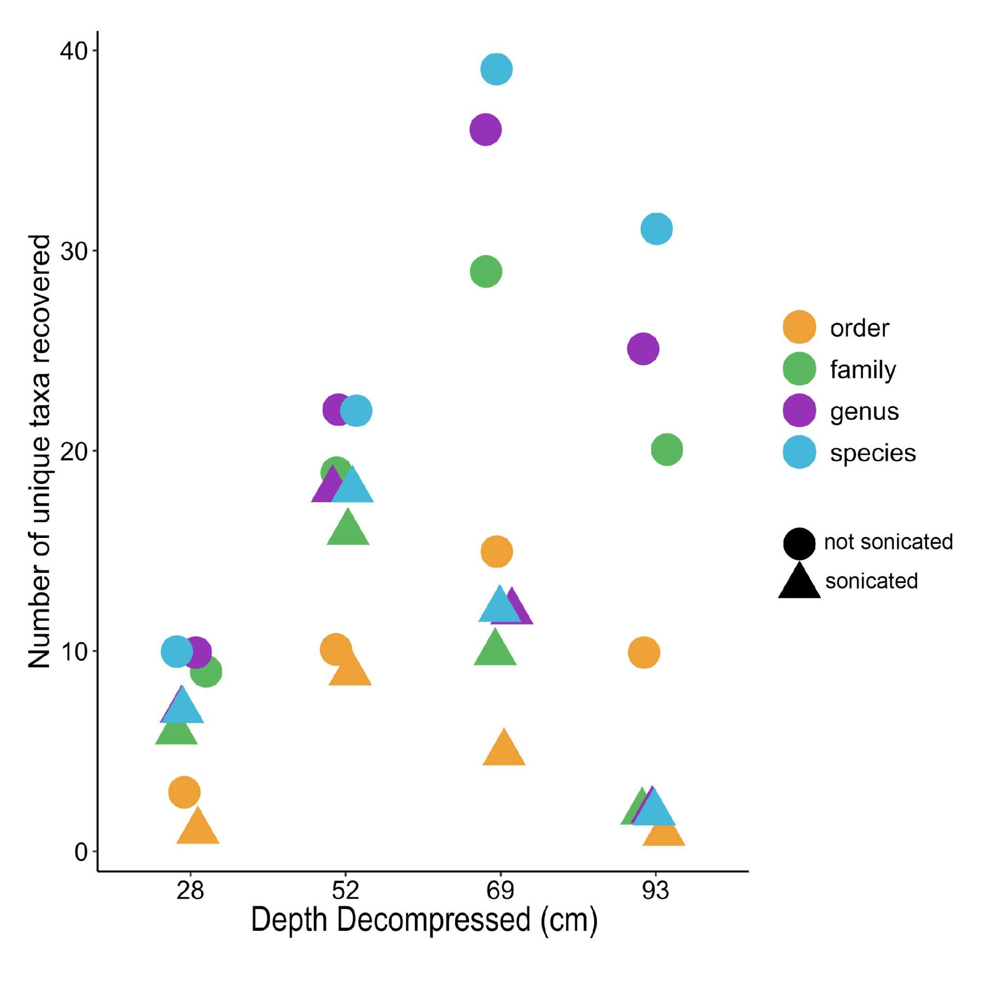 Number of unique taxa recovered
40
30
20
10
0
28
52
69
93
Depth Decompressed (cm)
order
family
genus
species
not sonicated
sonicated